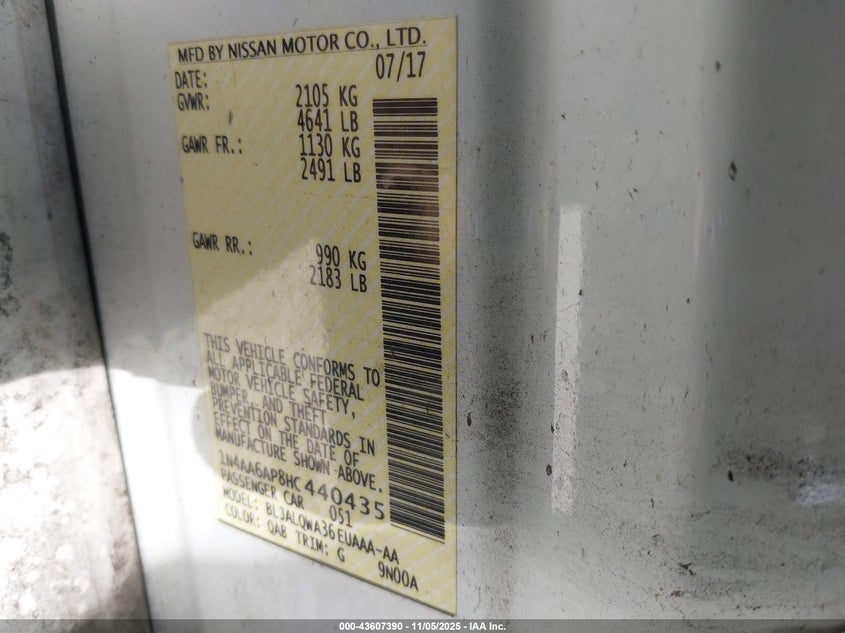 MFD BY NISSAN MOTOR CO., LTD.
DATE: 07/17
GVWR: 2105 KG
4641 LB
GAWR FR.: 1130 KG
2491 LB
GAWR RR.: 990 KG
2183 LB
THIS VEHICLE CONFORMS TO
ALL APPLICABLE FEDERAL
MOTOR VEHICLE SAFETY,
BUMPER, AND THEFT
PREVENTION STANDARDS IN
EFFECT ON THE DATE OF
MANUFACTURE SHOWN ABOVE.
1N4AA6AP8HC440435
PASSENGER CAR 051
MODEL: BLJALQWA36EUAAA-AA
COLOR: QAB TRIM: G 9N00A
000-43607390 - 11/05/2025 - IAA Inc.